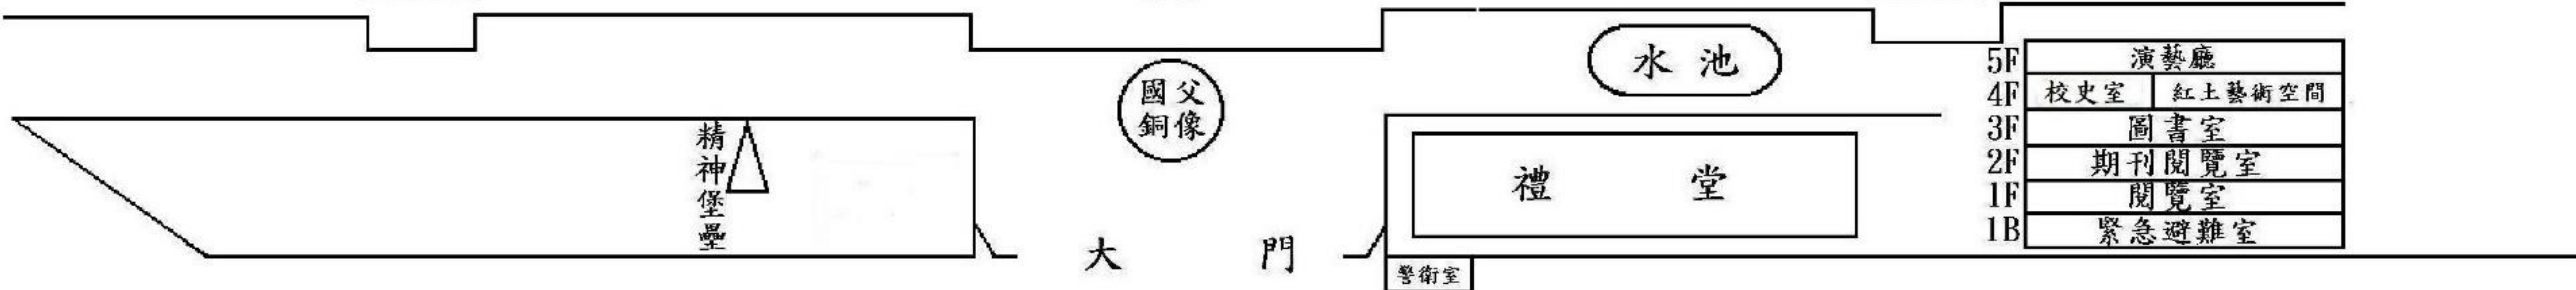 水池
國父
銅像
精神堡壘
禮堂
大門
警衛室
5F 演藝廳
4F 校史室 紅土藝術空間
3F 圖書室
2F 期刊閱覽室
1F 閱覽室
1B 緊急避難室